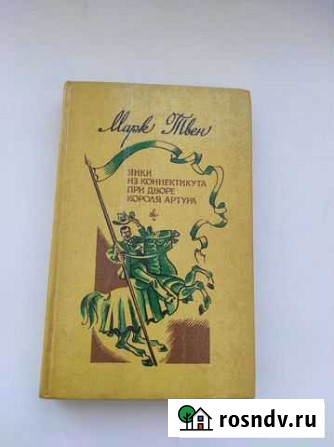 Марк Твен
ЯНКИ
ИЗ КОННЕКТИКУТА
ПРИ ДВОРЕ
КОРОЛЯ АРТУРА
rosndv.ru